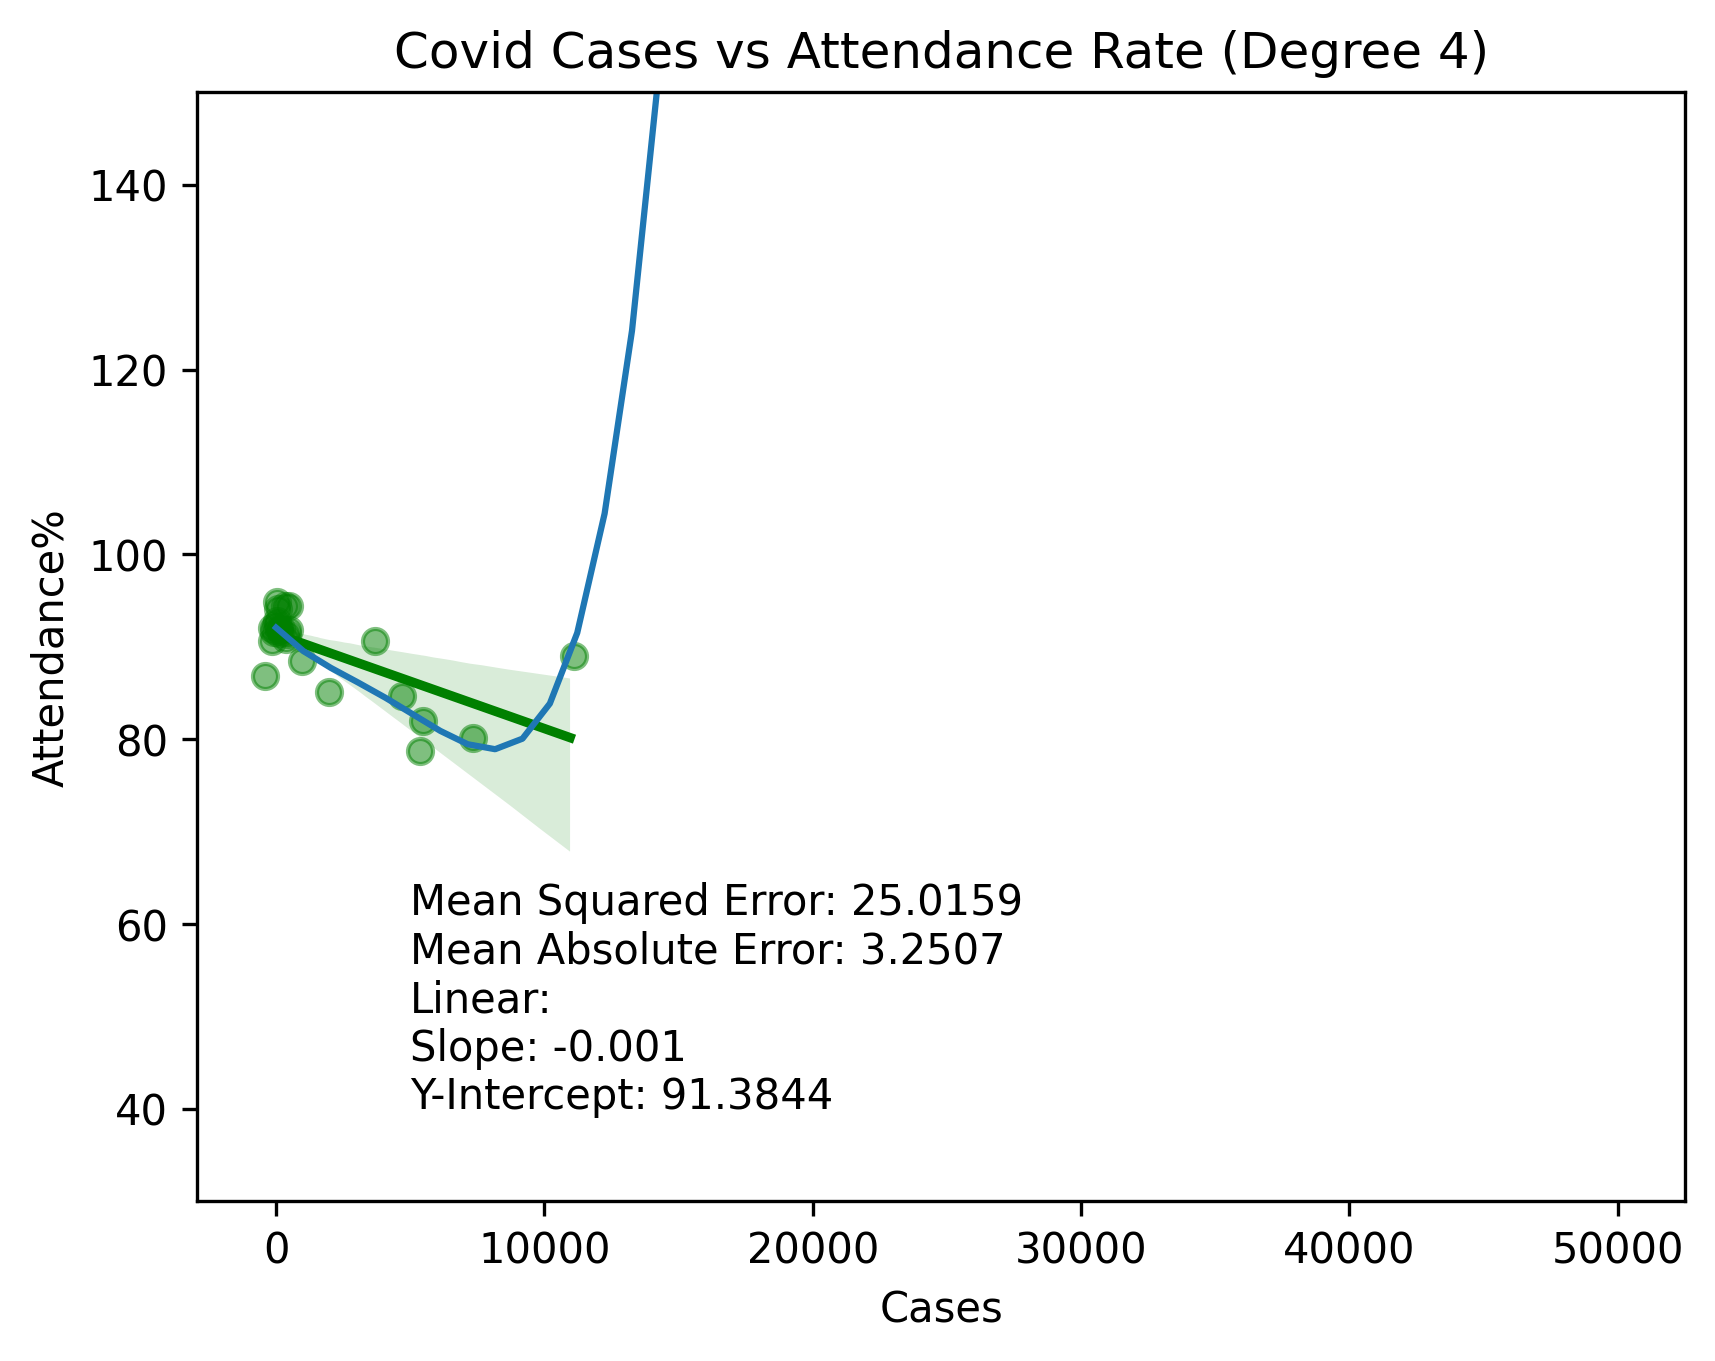 Covid Cases vs Attendance Rate (Degree 4)
140
120
100
80
60
40
Attendance%
Mean Squared Error: 25.0159
Mean Absolute Error: 3.2507
Linear:
Slope: -0.001
Y-Intercept: 91.3844
0 10000 20000 30000 40000 50000
Cases